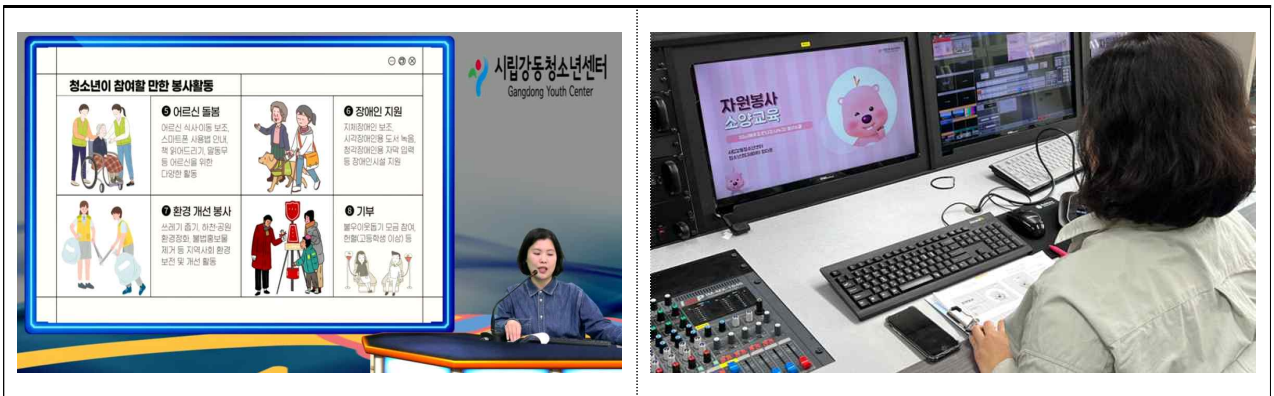 청소년이 참여할 만한 봉사활동
❺ 어르신 돌봄
어르신 식사·이동 보조,
스마트폰 사용법 안내,
책 읽어드리기, 말동무
등 어르신을 위한
다양한 활동
❻ 장애인 지원
지체장애인 보조,
시각장애인용 도서 녹음,
청각장애인용 자막 입력
등 장애인시설 지원
❼ 환경 개선 봉사
쓰레기 줍기, 하천·공원
환경정화, 불법홍보물
제거 등 지역사회 환경
보전 및 개선 활동
❽ 기부
불우이웃돕기 모금 참여,
헌혈(고등학생 이상) 등
시립강동청소년센터
Gangdong Youth Center
자원봉사
소양교육
시립강동청소년센터